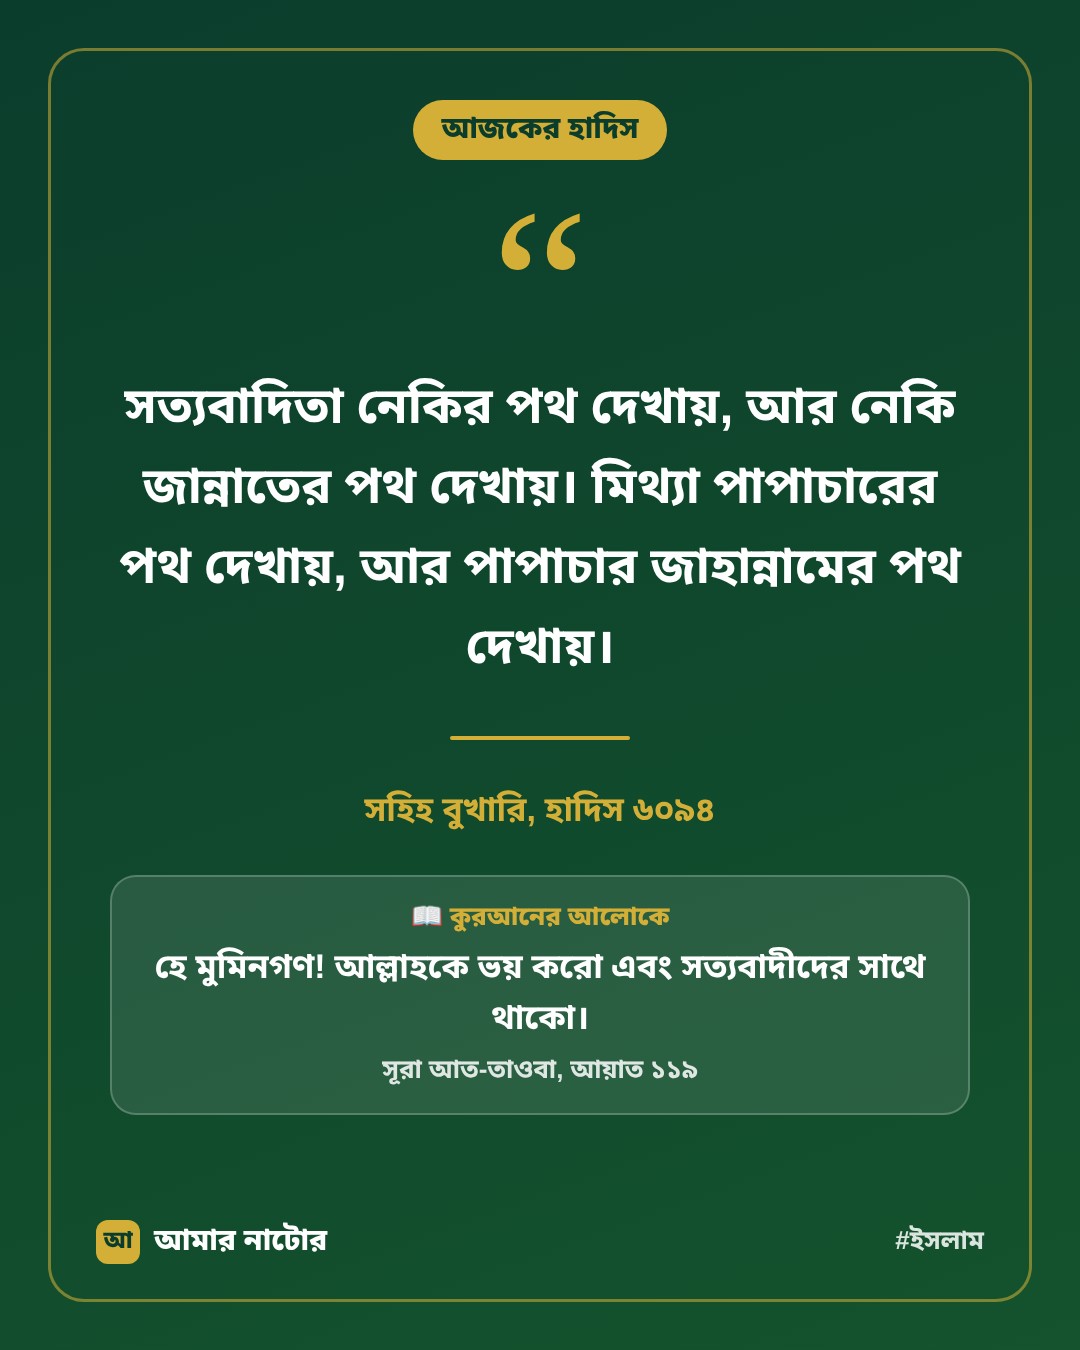 আজকের হাদিস
“
সত্যবাদিতা নেকির পথ দেখায়, আর নেকি
জান্নাতের পথ দেখায়। মিথ্যা পাপাচারের
পথ দেখায়, আর পাপাচার জাহান্নামের পথ
দেখায়।
সহিহ বুখারি, হাদিস ৬০৯৪
📖 কুরআনের আলোকে
হে মুমিনগণ! আল্লাহকে ভয় করো এবং সত্যবাদীদের সাথে
থাকো।
সূরা আত-তাওবা, আয়াত ১১৯
আ আমার নাটোর
#ইসলাম